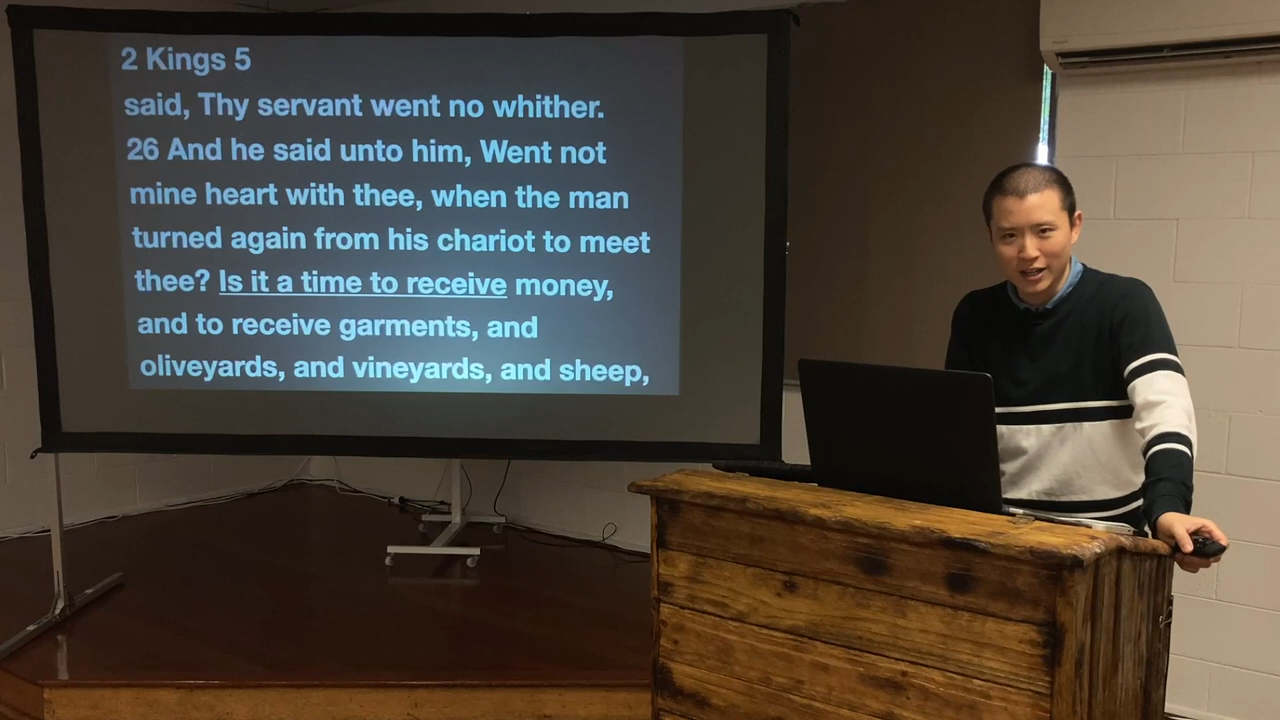 2 Kings 5
said, Thy servant went no whither.
26 And he said unto him, Went not
mine heart with thee, when the man
turned again from his chariot to meet
thee? Is it a time to receive money,
and to receive garments, and
oliveyards, and vineyards, and sheep,